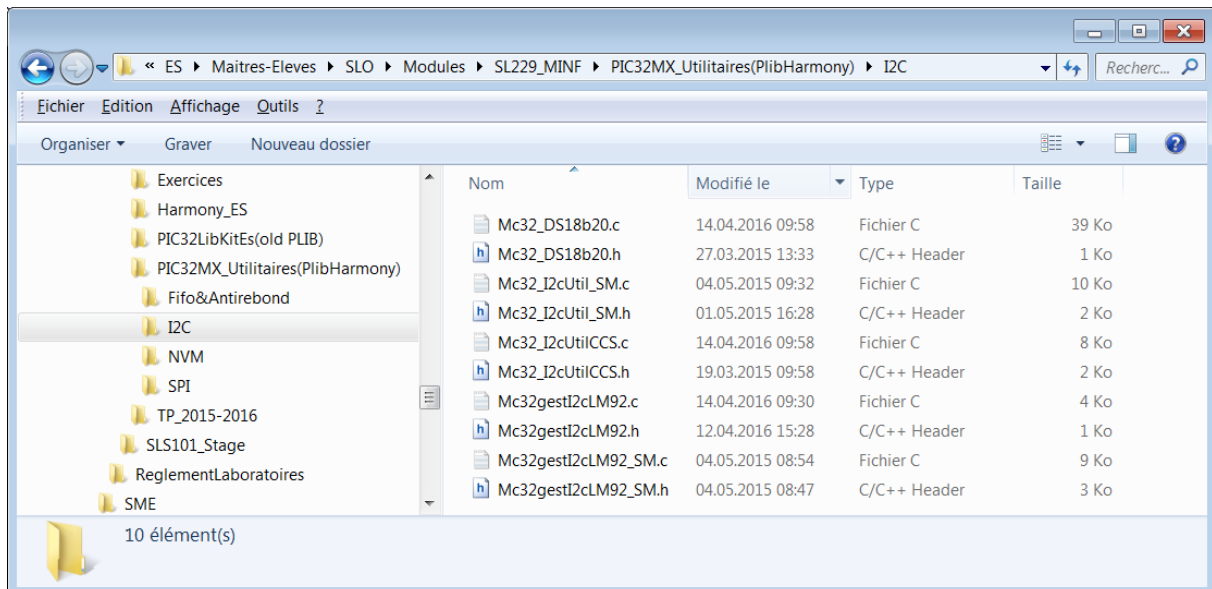 « ES ▸ Maitres-Eleves ▸ SLO ▸ Modules ▸ SL229_MINF ▸ PIC32MX_Utilitaires(PlibHarmony) ▸ I2C Recherc...
Fichier Edition Affichage Outils ?
Organiser Graver Nouveau dossier
Exercices
Harmony_ES
PIC32LibKitEs(old PLIB)
PIC32MX_Utilitaires(PlibHarmony)
Fifo&Antirebond
I2C
NVM
SPI
TP_2015-2016
SLS101_Stage
ReglementLaboratoires
SME
Nom Modifié le Type Taille
Mc32_DS18b20.c 14.04.2016 09:58 Fichier C 39 Ko
Mc32_DS18b20.h 27.03.2015 13:33 C/C++ Header 1 Ko
Mc32_I2cUtil_SM.c 04.05.2015 09:32 Fichier C 10 Ko
Mc32_I2cUtil_SM.h 01.05.2015 16:28 C/C++ Header 2 Ko
Mc32_I2cUtilCCS.c 14.04.2016 09:58 Fichier C 8 Ko
Mc32_I2cUtilCCS.h 19.03.2015 09:58 C/C++ Header 2 Ko
Mc32gestI2cLM92.c 14.04.2016 09:30 Fichier C 4 Ko
Mc32gestI2cLM92.h 12.04.2016 15:28 C/C++ Header 1 Ko
Mc32gestI2cLM92_SM.c 04.05.2015 08:54 Fichier C 9 Ko
Mc32gestI2cLM92_SM.h 04.05.2015 08:47 C/C++ Header 3 Ko
10 élément(s)